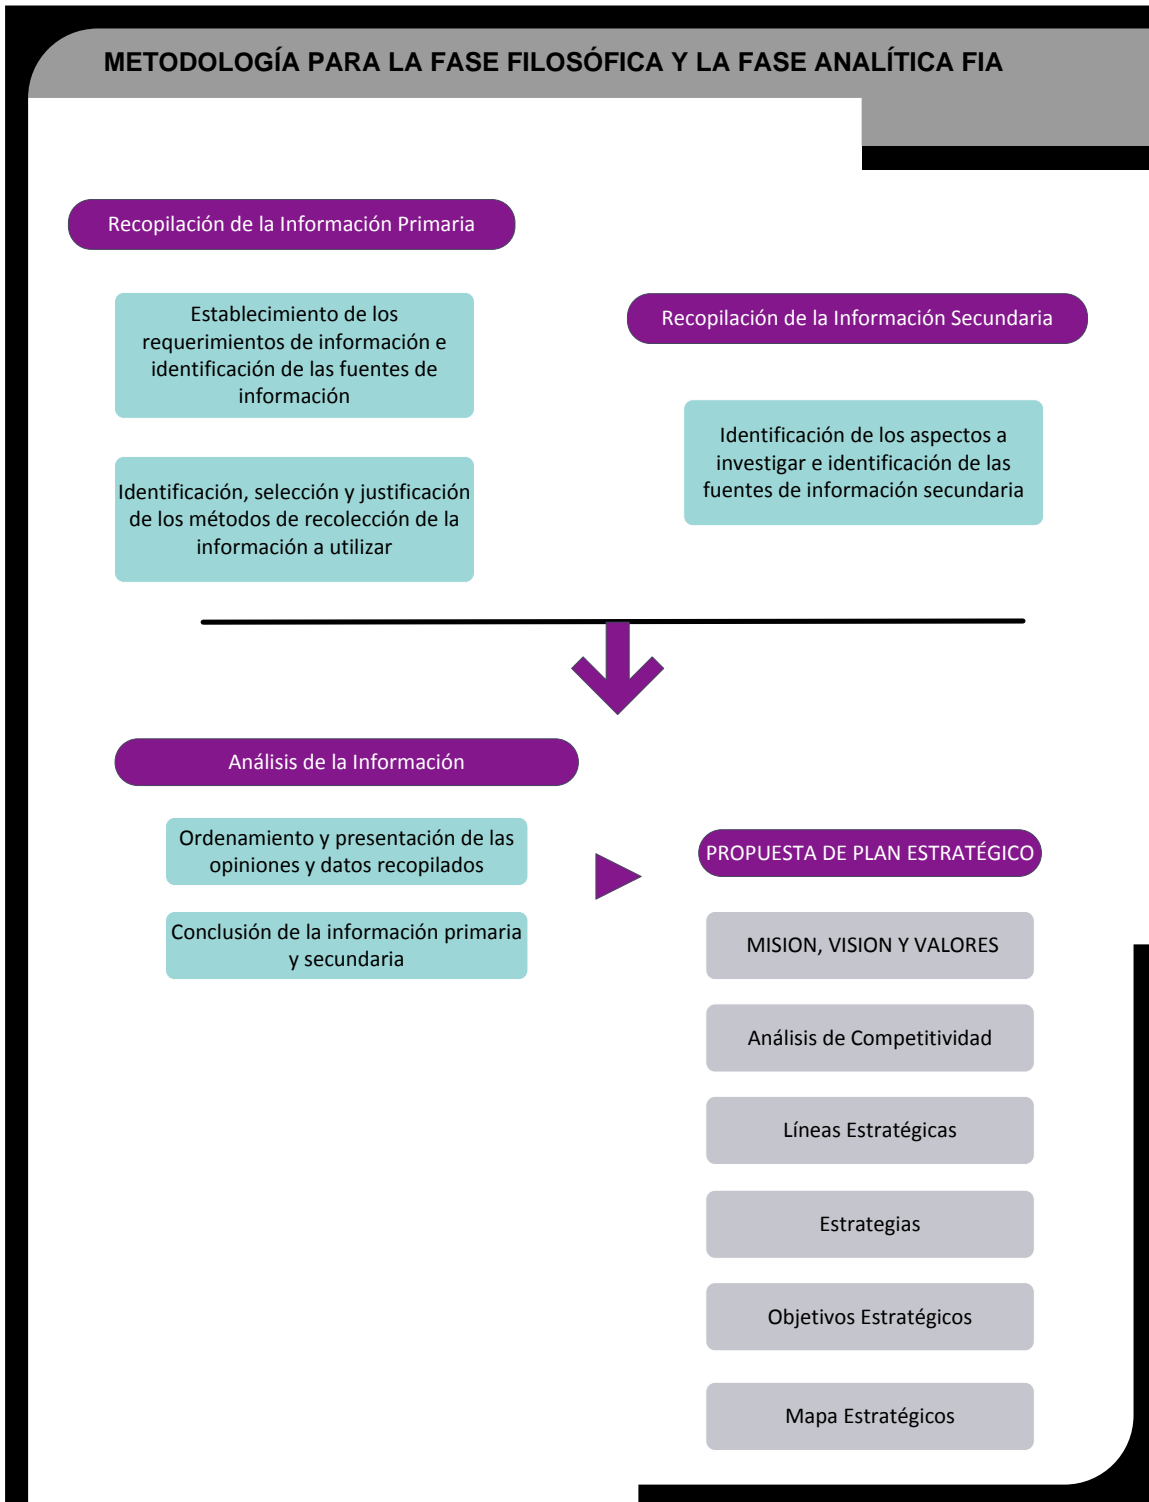 METODOLOGÍA PARA LA FASE FILOSÓFICA Y LA FASE ANALÍTICA FIA
Recopilación de la Información Primaria
Establecimiento de los
requerimientos de información e
identificación de las fuentes de
información
Identificación, selección y justificación
de los métodos de recolección de la
información a utilizar
Recopilación de la Información Secundaria
Identificación de los aspectos a
investigar e identificación de las
fuentes de información secundaria
Análisis de la Información
Ordenamiento y presentación de las
opiniones y datos recopilados
Conclusión de la información primaria
y secundaria
PROPUESTA DE PLAN ESTRATÉGICO
MISION, VISION Y VALORES
Análisis de Competitividad
Líneas Estratégicas
Estrategias
Objetivos Estratégicos
Mapa Estratégicos